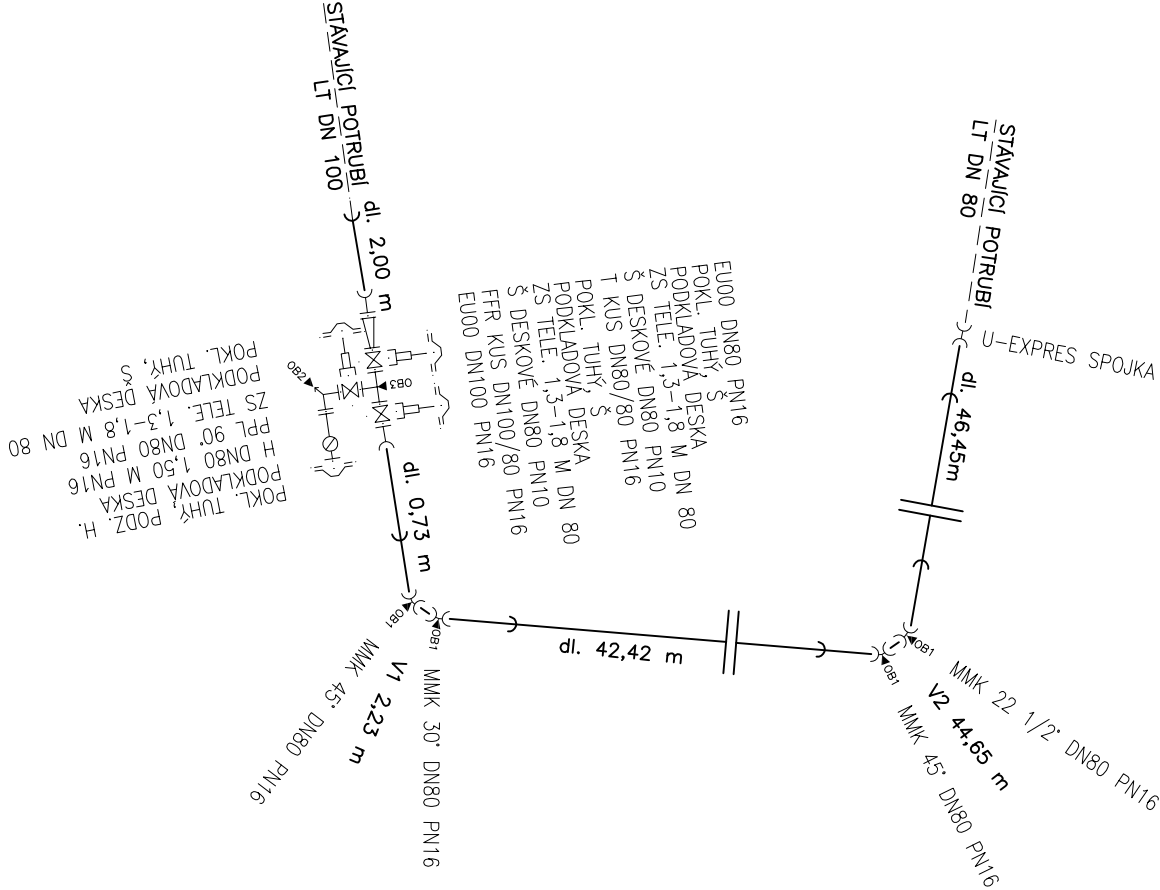 STÁVAJÍCÍ POTRUBÍ
LT DN 100
dl. 2,00 m
EU00 DN80 PN16
POKL. TUHÝ, Š
PODKLADOVÁ DESKA
ZS TELE. 1,3-1,8 M DN 80
Š DESKOVÉ DN80 PN10
T KUS DN80/80 PN16
POKL. TUHÝ, Š
PODKLADOVÁ DESKA
ZS TELE. 1,3-1,8 M DN 80
Š DESKOVÉ DN80 PN10
FFR KUS DN100/80 PN16
EU00 DN100 PN16
OB3
OB2
POKL. TUHÝ, PODZ. H.
PODKLADOVÁ DESKA
H DN80 1,50 M PN16
PPL 90° DN80 PN16
ZS TELE. 1,3-1,8 M DN 80
PODKLADOVÁ DESKA
POKL. TUHÝ, Š
dl. 0,73 m
OB1
OB1
MMK 45° DN80 PN16
V1 2,23 m
MMK 30° DN80 PN16
dl. 42,42 m
OB1
OB1
MMK 45° DN80 PN16
V2 44,65 m
MMK 22 1/2° DN80 PN16
dl. 46,45m
U-EXPRES SPOJKA
STÁVAJÍCÍ POTRUBÍ
LT DN 80